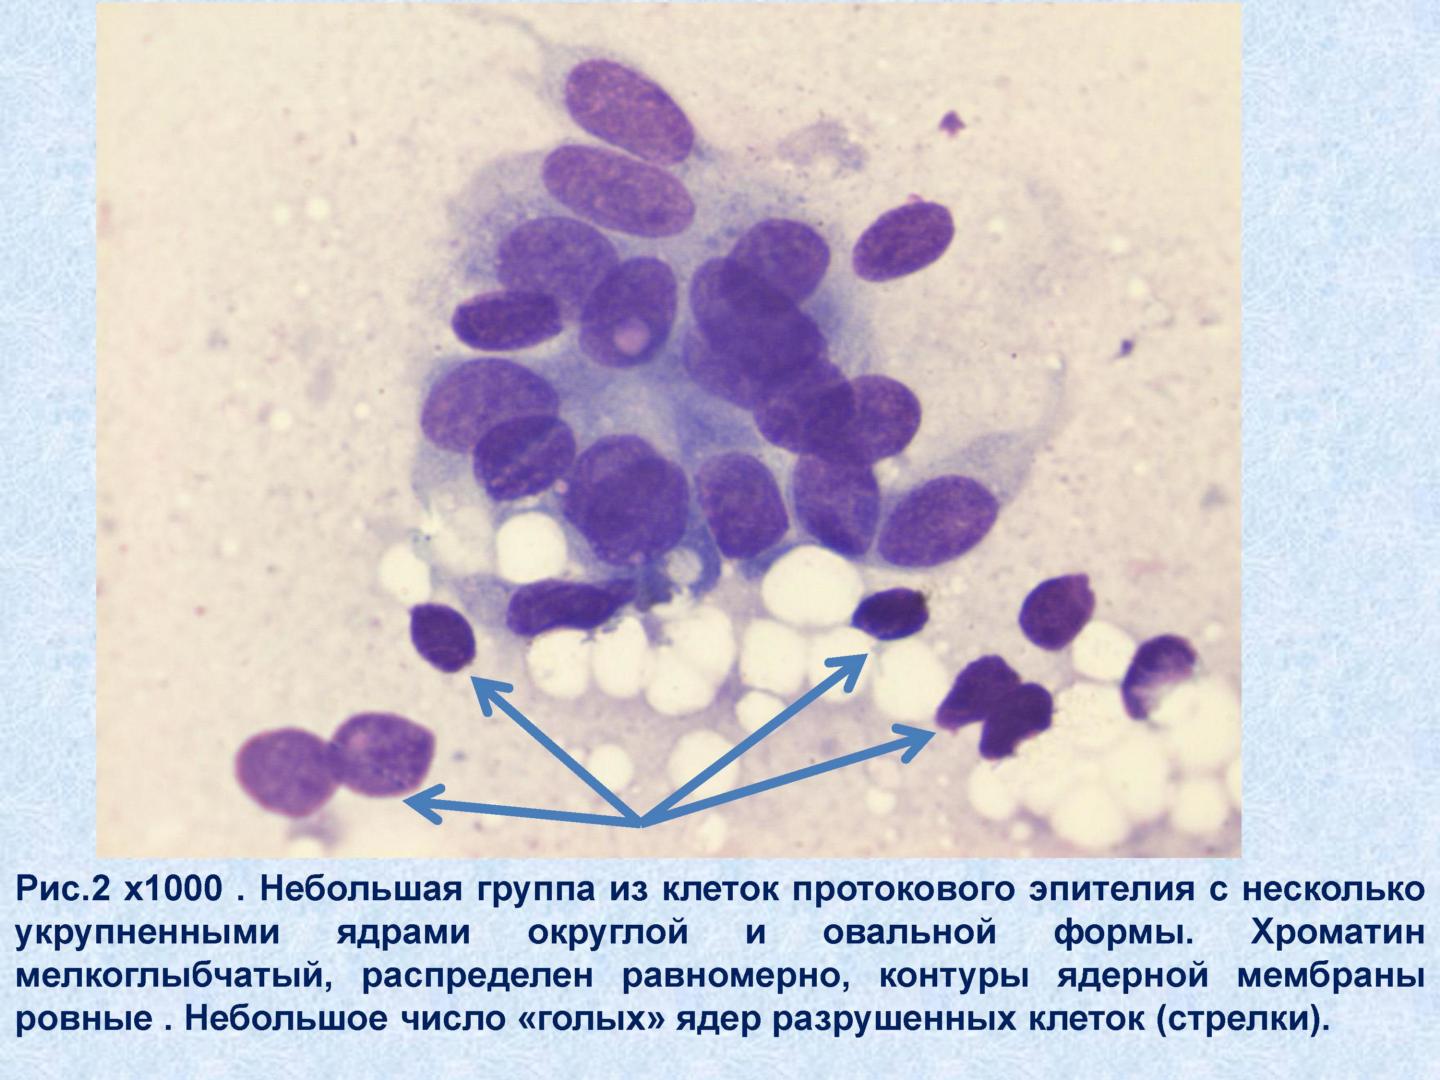 Рис.2 х1000 . Небольшая группа из клеток протокового эпителия с несколько
укрупненными ядрами округлой и овальной формы. Хроматин
мелкоглыбчатый, распределен равномерно, контуры ядерной мембраны
ровные . Небольшое число «голых» ядер разрушенных клеток (стрелки).